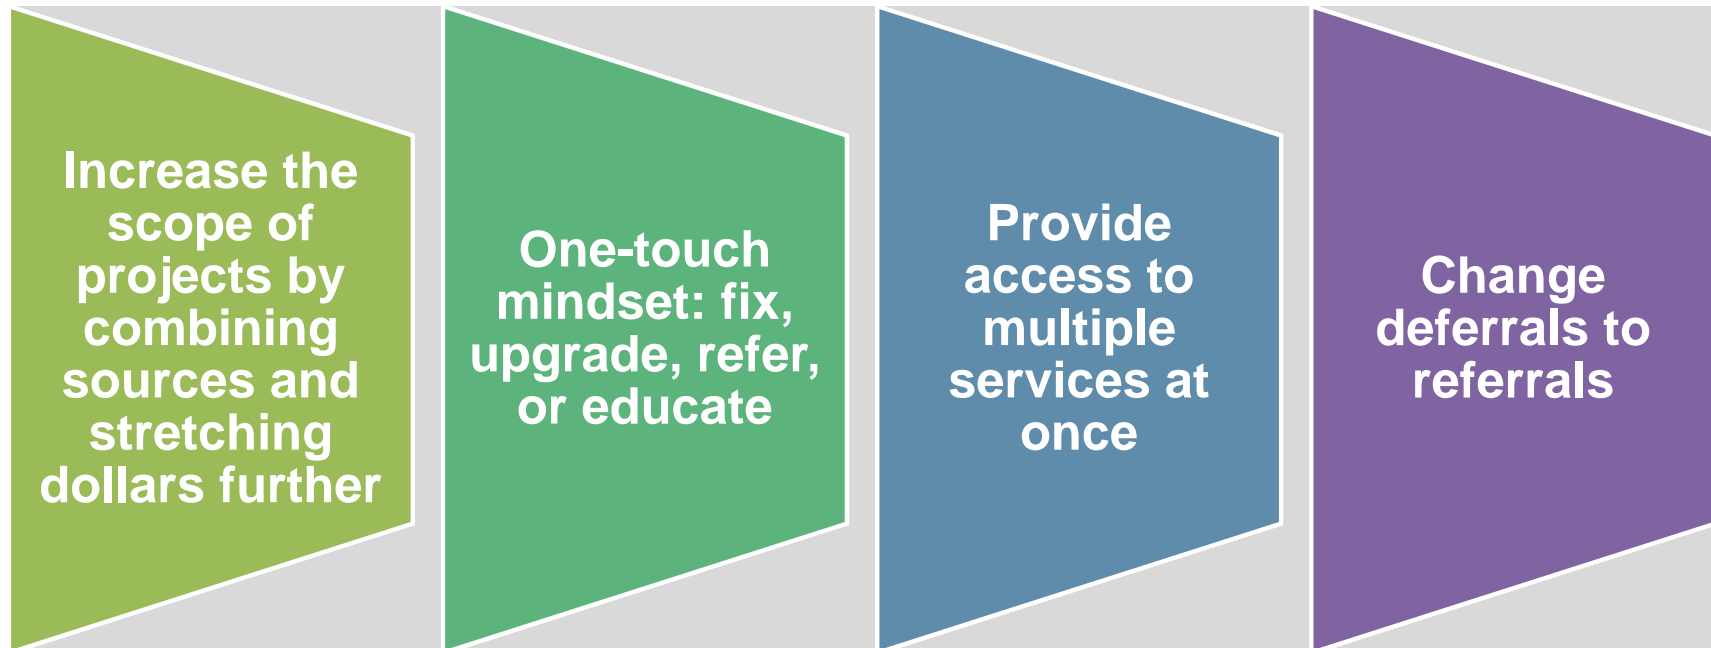 Increase the
scope of
projects by
combining
sources and
stretching
dollars further
One-touch
mindset: fix,
upgrade, refer,
or educate
Provide
access to
multiple
services at
once
Change
deferrals to
referrals